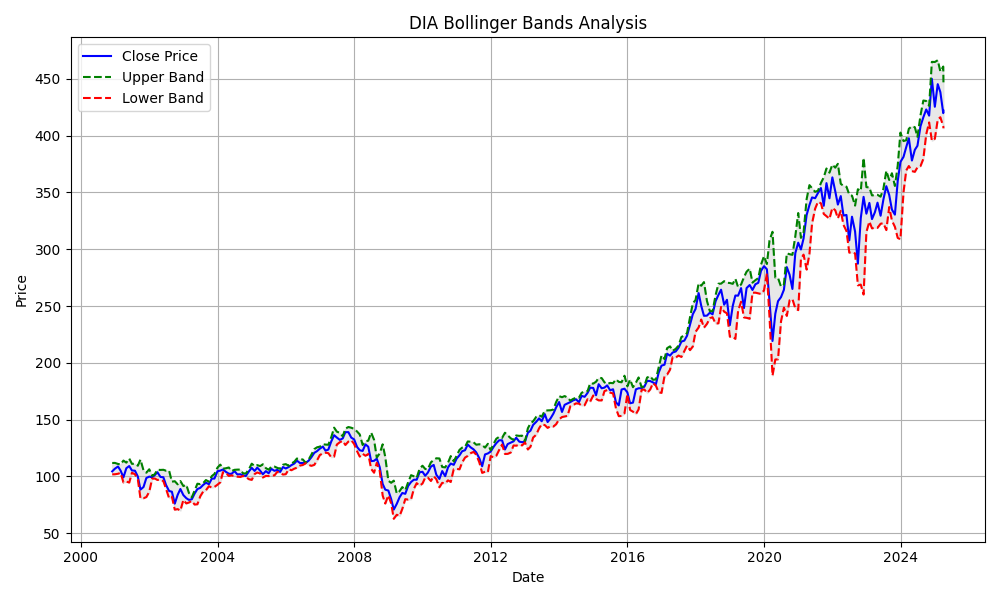 DIA Bollinger Bands Analysis
Close Price
Upper Band
Lower Band
Price
450
400
350
300
250
200
150
100
50
2000 2004 2008 2012 2016 2020 2024
Date